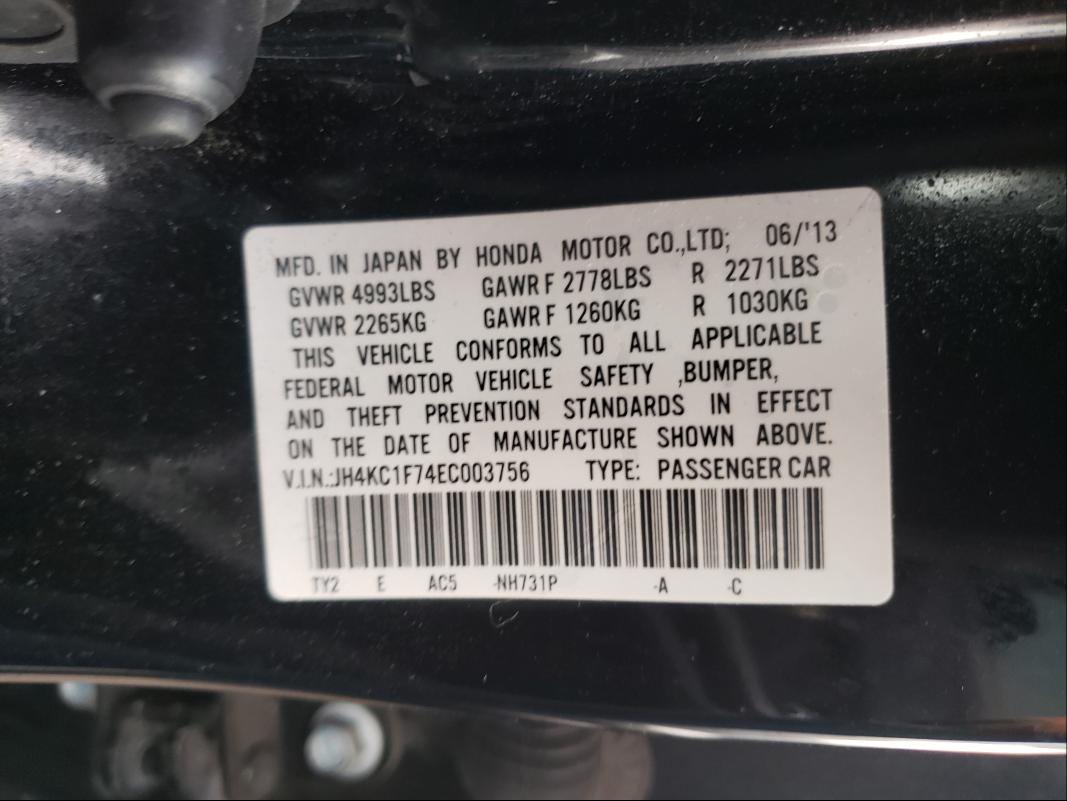 MFD. IN JAPAN BY HONDA MOTOR CO.,LTD; 06/'13
GVWR 4993LBS GAWR F 2778LBS R 2271LBS
GVWR 2265KG GAWR F 1260KG R 1030KG
THIS VEHICLE CONFORMS TO ALL APPLICABLE
FEDERAL MOTOR VEHICLE SAFETY ,BUMPER,
AND THEFT PREVENTION STANDARDS IN EFFECT
ON THE DATE OF MANUFACTURE SHOWN ABOVE.
V.I.N.:JH4KC1F74EC003756 TYPE: PASSENGER CAR
TY2 E AC5 -NH731P -A -C